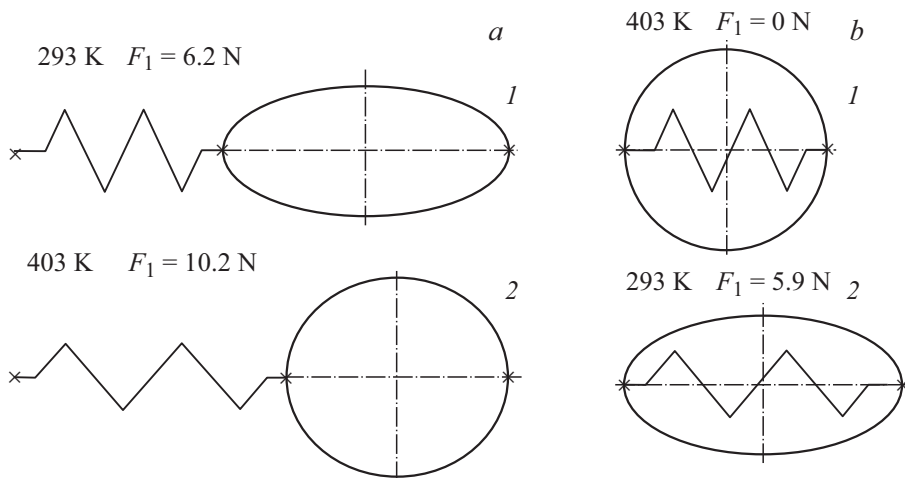 a
293 K F1 = 6.2 N
1
403 K F1 = 10.2 N
2
403 K F1 = 0 N
b
1
293 K F1 = 5.9 N
2